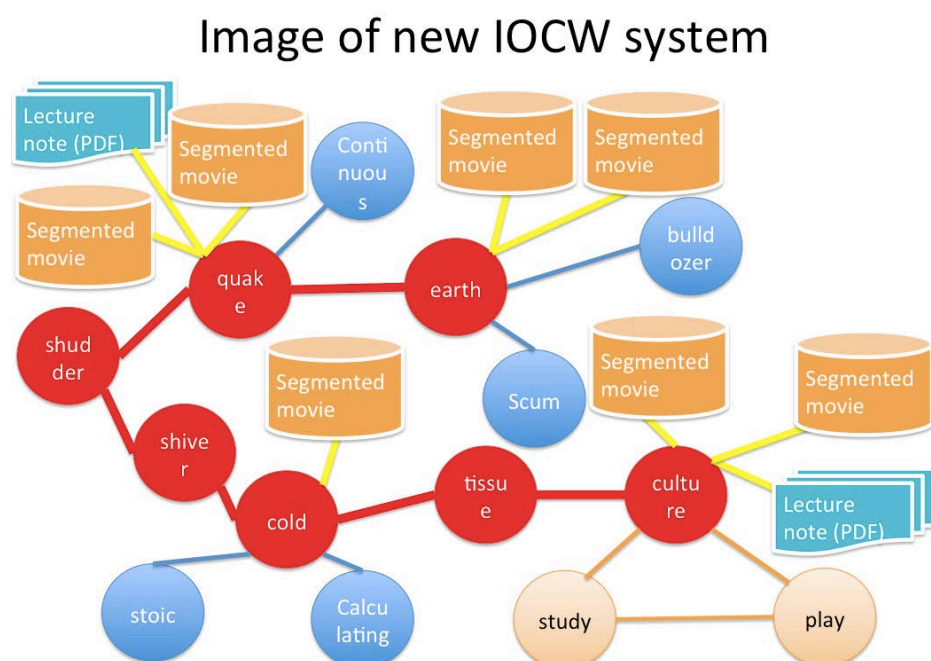 Image of new IOCW system
Lecture
note (PDF)
Segmented
movie
Conti
nuous
Segmented
movie
Segmented
movie
Segmented
movie
bulld
ozer
quak
e
earth
shud
der
Segmented
movie
Scum
Segmented
movie
Segmented
movie
shive
r
cold
tissu
e
cultu
re
Lecture
note (PDF)
stoic
Calcu
lating
study
play